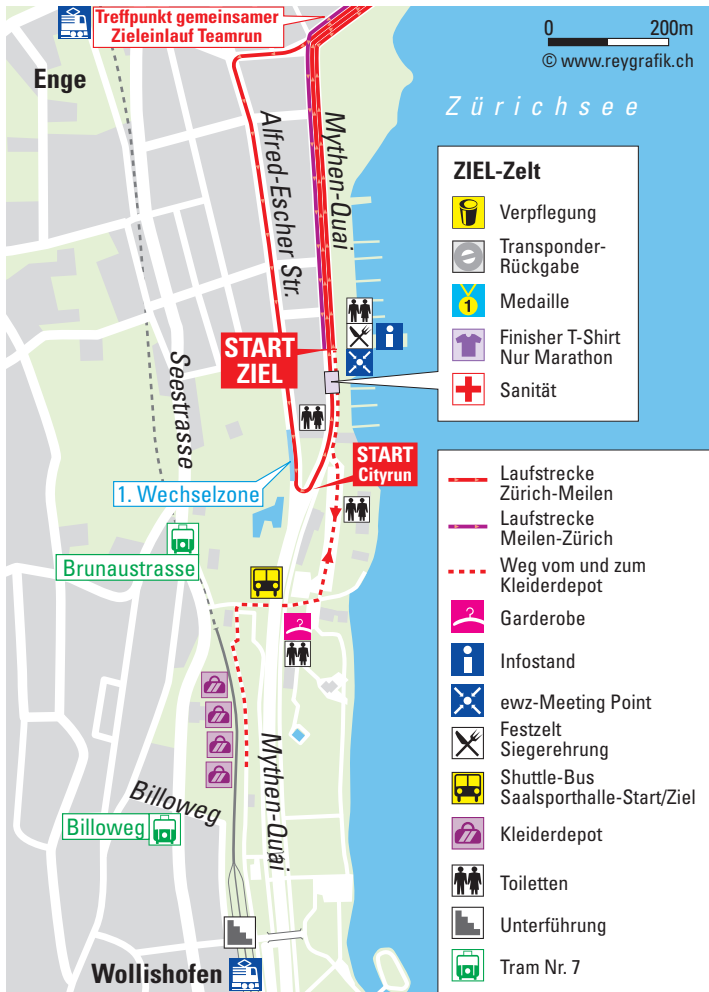 Treffpunkt gemeinsamer
Zieleinlauf Teamrun
0 200m
© www.reygrafik.ch
Enge
Zürichsee
Alfred-Escher Str.
Mythen-Quai
ZIEL-Zelt
Verpflegung
Transponder-
Rückgabe
1
Medaille
Finisher T-Shirt
Nur Marathon
Sanität
START
ZIEL
i
Seestrasse
START
Cityrun
1. Wechselzone
Brunaustrasse
Laufstrecke
Zürich-Meilen
Laufstrecke
Meilen-Zürich
Weg vom und zum
Kleiderdepot
Garderobe
i
Infostand
ewz-Meeting Point
Festzelt
Siegerehrung
Shuttle-Bus
Saalsporthalle-Start/Ziel
Kleiderdepot
Toiletten
Unterführung
Tram Nr. 7
Mythen-Quai
Billoweg
Billoweg
Wollishofen